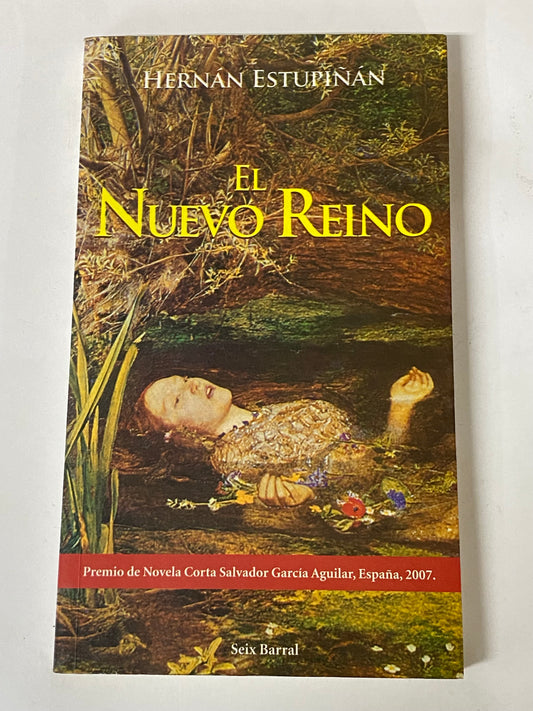 Hernán Estupiñán
El
Nuevo Reino
Premio de Novela Corta Salvador García Aguilar, España, 2007.
Seix Barral